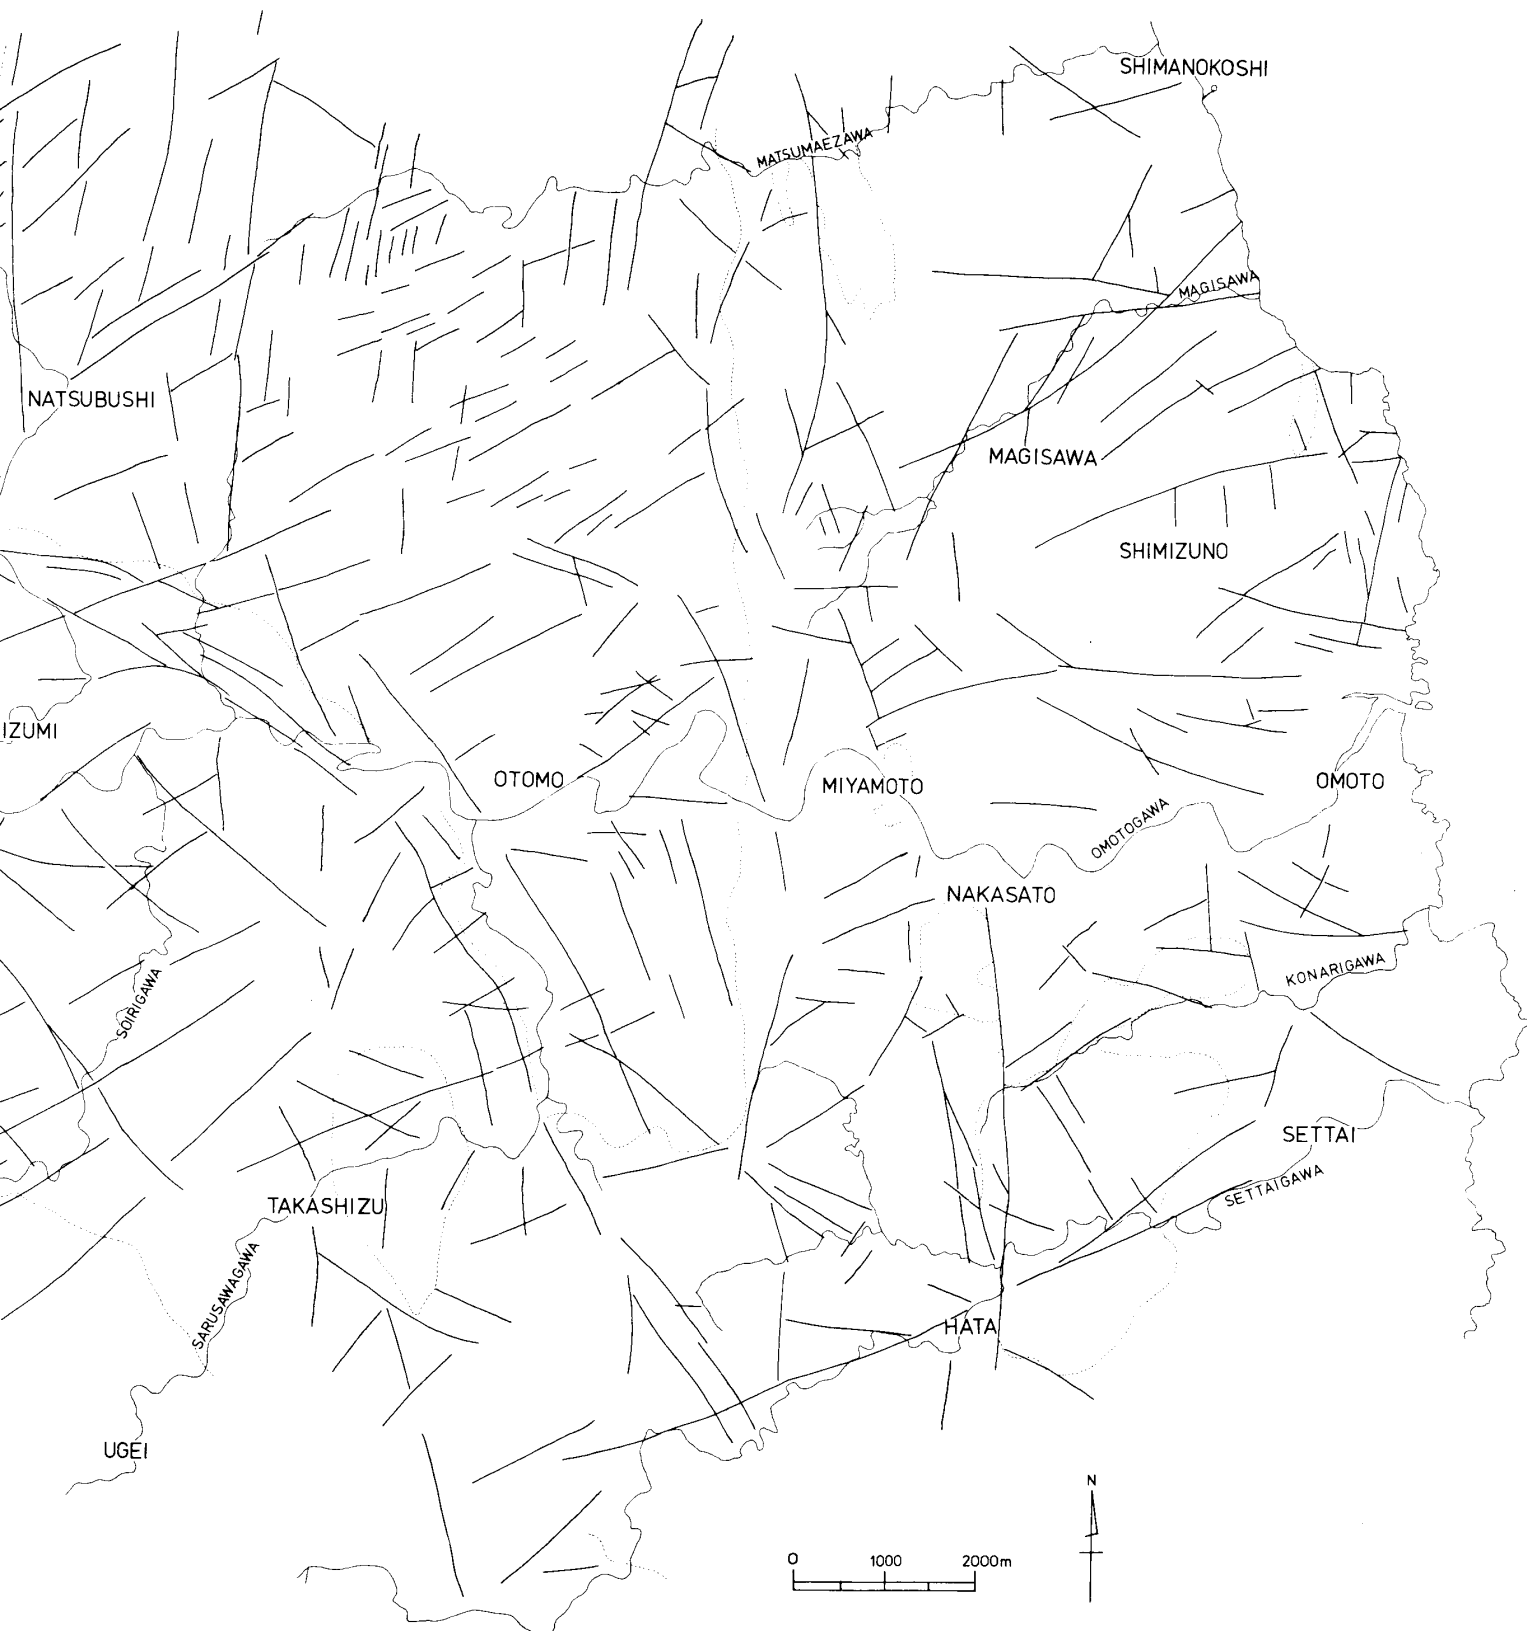 SHIMANOKOSHI
MATSUMAEZAWA
MAGISAWA
NATSUBUSHI
MAGISAWA
SHIMIZUNO
IZUMI
OTOMO
MIYAMOTO
OMOTO
OMOTOGAWA
NAKASATO
KONARIGAWA
SOIRIGAWA
SETTAI
SETTAIGAWA
TAKASHIZU
SARUSAWAGAWA
HATA
UGEI
N
0 1000 2000m